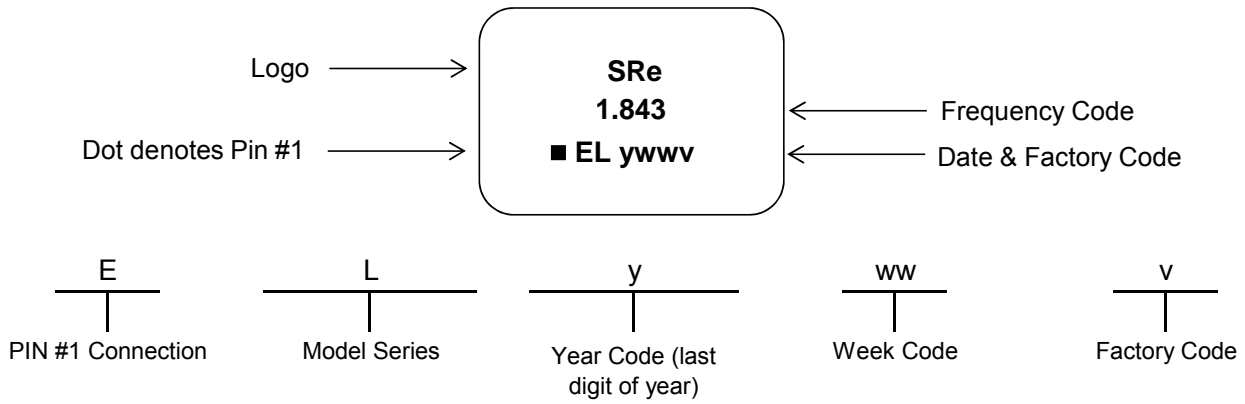 Logo
SRe
1.843
Frequency Code
Dot denotes Pin #1
■ EL ywwv
Date & Factory Code
E
L
y
ww
v
PIN #1 Connection
Model Series
Year Code (last
digit of year)
Week Code
Factory Code